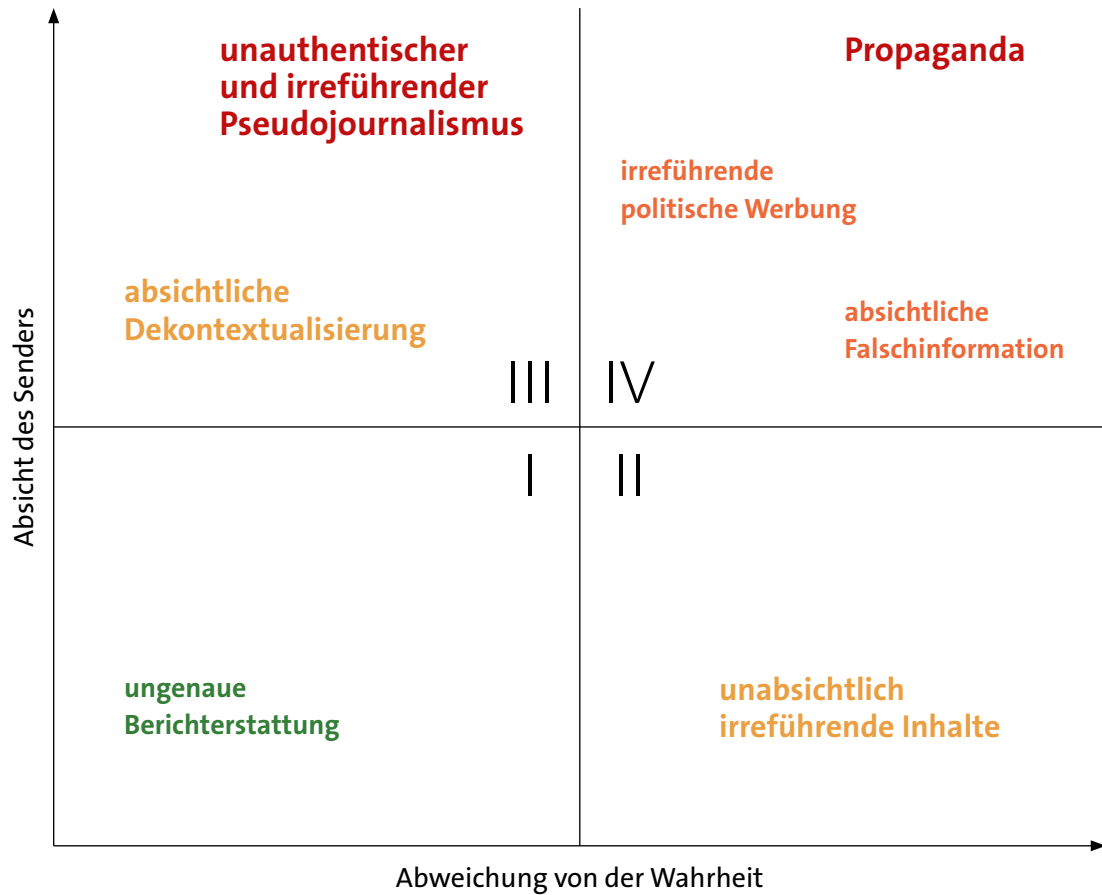 unauthentischer
und irreführender
Pseudojournalismus
Propaganda
irreführende
politische Werbung
absichtliche
Dekontextualisierung
absichtliche
Falschinformation
III
IV
I
II
ungenaue
Berichterstattung
unabsichtlich
irreführende Inhalte
Absicht des Senders
Abweichung von der Wahrheit